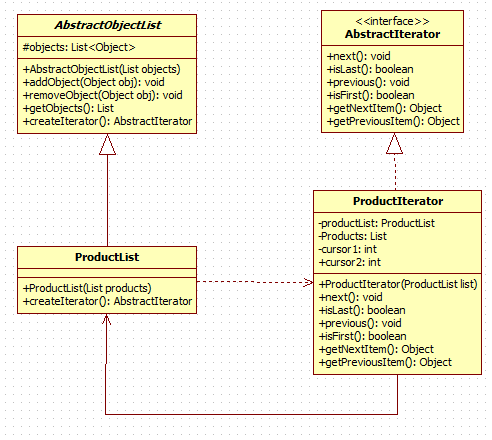 AbstractObjectList
#objects: List<Object>
+AbstractObjectList(List objects)
+addObject(Object obj): void
+removeObject(Object obj): void
+getObjects(): List
+createIterator(): AbstractIterator
<<interface>>
AbstractIterator
+next(): void
+isLast(): boolean
+previous(): void
+isFirst(): boolean
+getNextItem(): Object
+getPreviousItem(): Object
ProductList
+ProductList(List products)
+createIterator(): AbstractIterator
ProductIterator
-productList: ProductList
-Products: List
-cursor1: int
+cursor2: int
+ProductIterator(ProductList list)
+next(): void
+isLast(): boolean
+previous(): void
+isFirst(): boolean
+getNextItem(): Object
+getPreviousItem(): Object